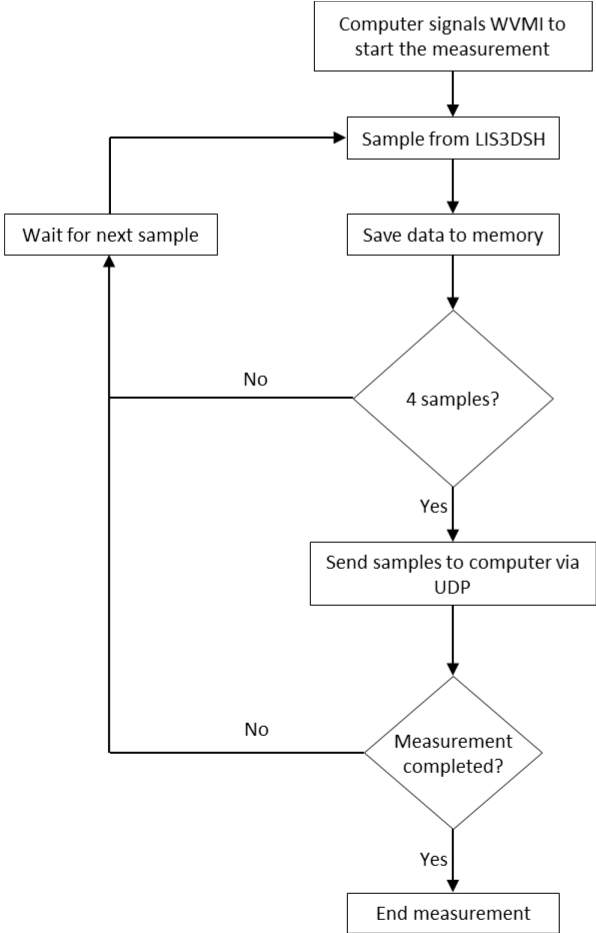 Computer signals WVMI to
start the measurement
Sample from LIS3DSH
Wait for next sample
Save data to memory
No
4 samples?
Yes
Send samples to computer via
UDP
No
Measurement
completed?
Yes
End measurement